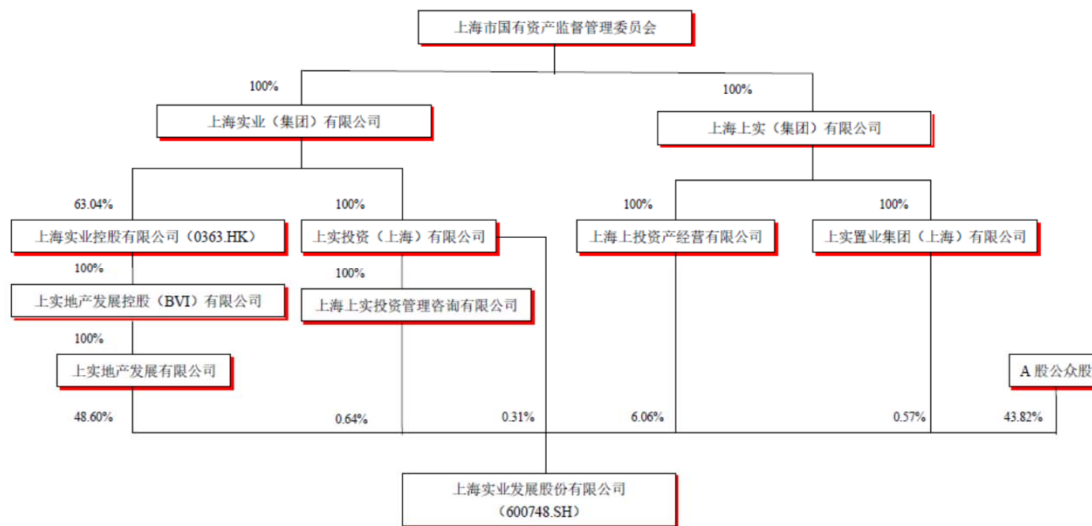 上海市国有资产监督管理委员会
100%
100%
上海实业（集团）有限公司
上海上实（集团）有限公司
63.04%
100%
100%
100%
上海实业控股有限公司（0363.HK）
上实投资（上海）有限公司
上海上投资产经营有限公司
上实置业集团（上海）有限公司
100%
100%
上实地产发展控股（BVI）有限公司
上海上实投资管理咨询有限公司
100%
上实地产发展有限公司
A 股公众股
48.60%
0.64%
0.31%
6.06%
0.57%
43.82%
上海实业发展股份有限公司
（600748.SH）